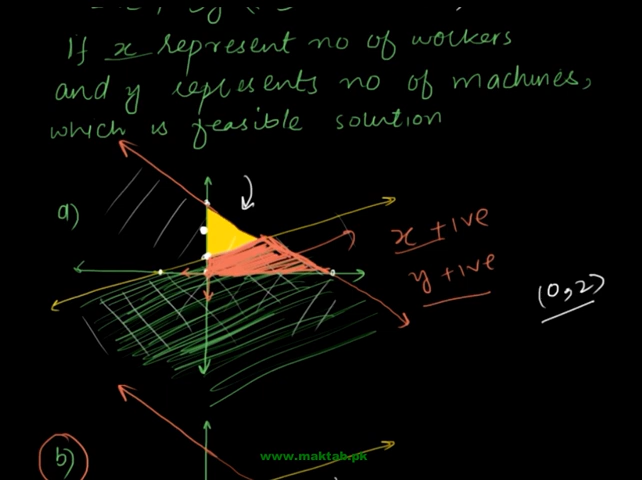 If x represent no of workers
and y represents no of machines,
which is feasible solution
a)
x +ive
y +ive
(0,2)
b)
www.maktab.pk